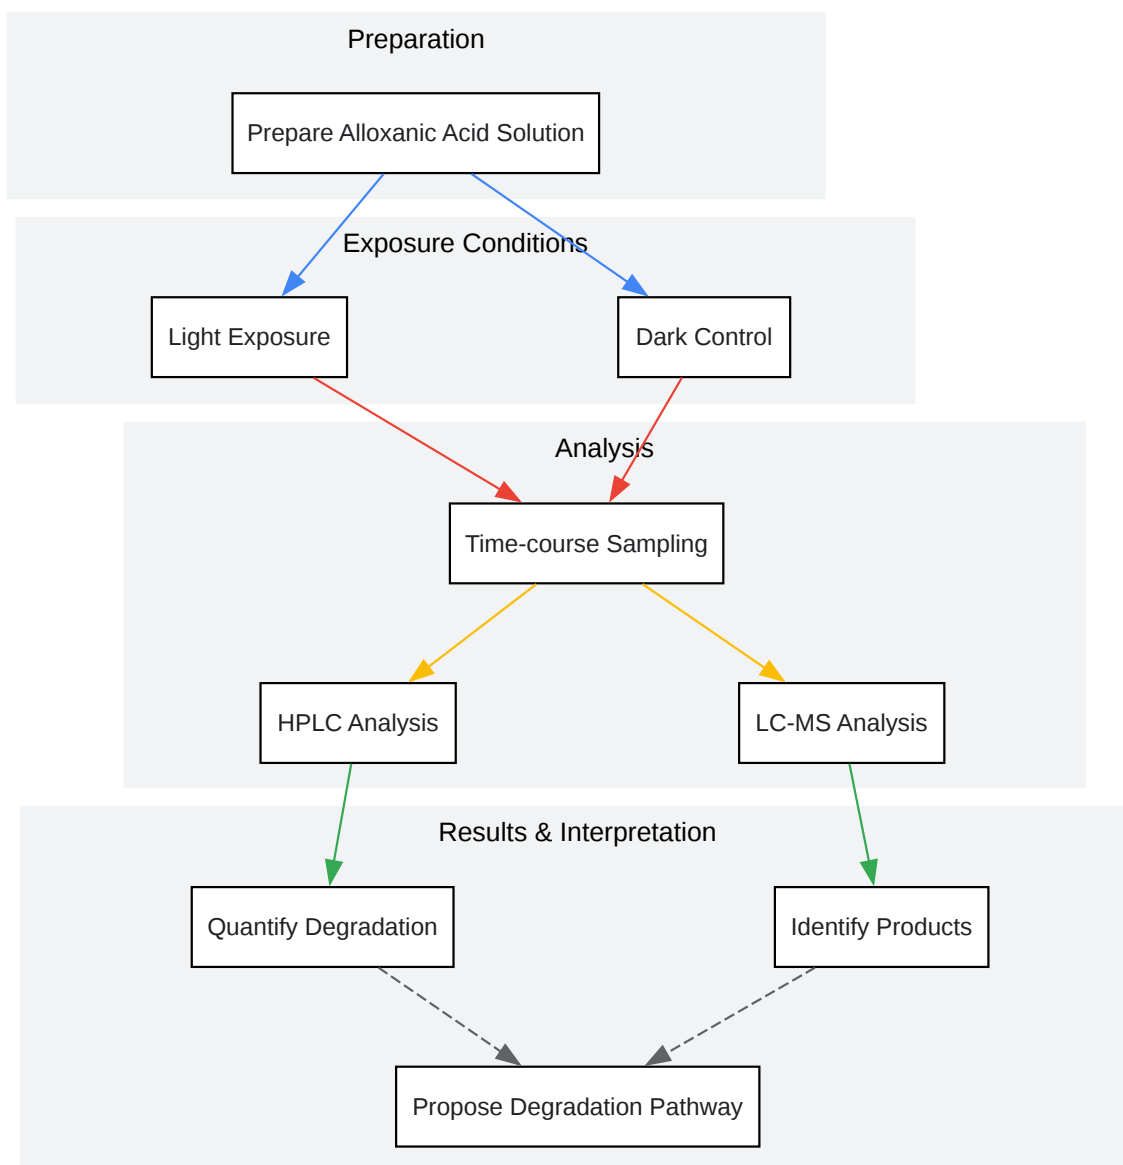 Preparation
Prepare Alloxanic Acid Solution
Exposure Conditions
Light Exposure
Dark Control
Analysis
Time-course Sampling
HPLC Analysis
LC-MS Analysis
Results & Interpretation
Quantify Degradation
Identify Products
Propose Degradation Pathway